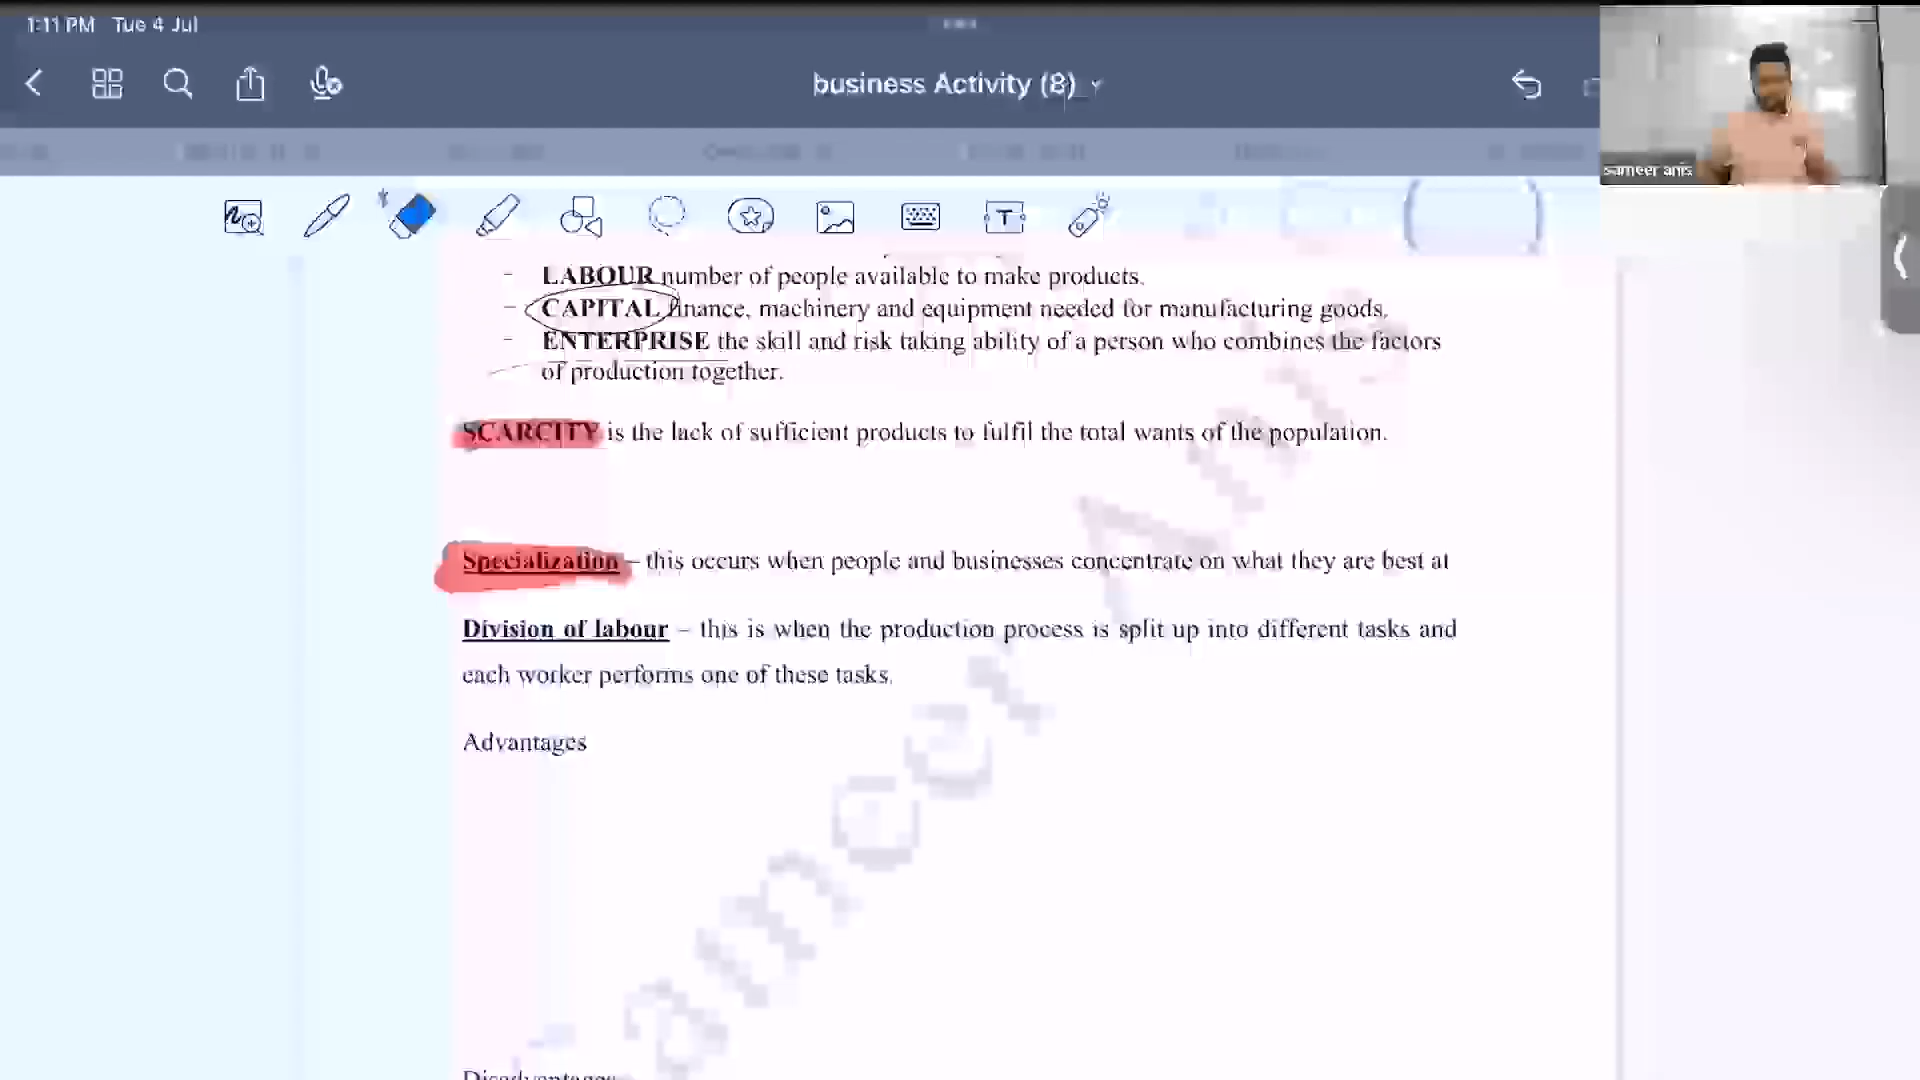 1:11 PM Tue 4 Jul
business Activity (8)
sameer anis
T
- LABOUR number of people available to make products.
- CAPITAL finance, machinery and equipment needed for manufacturing goods.
- ENTERPRISE the skill and risk taking ability of a person who combines the factors
of production together.
SCARCITY is the lack of sufficient products to fulfil the total wants of the population.
Specialization – this occurs when people and businesses concentrate on what they are best at
Division of labour – this is when the production process is split up into different tasks and
each worker performs one of these tasks.
Advantages
Disadvantages
ameer Anis